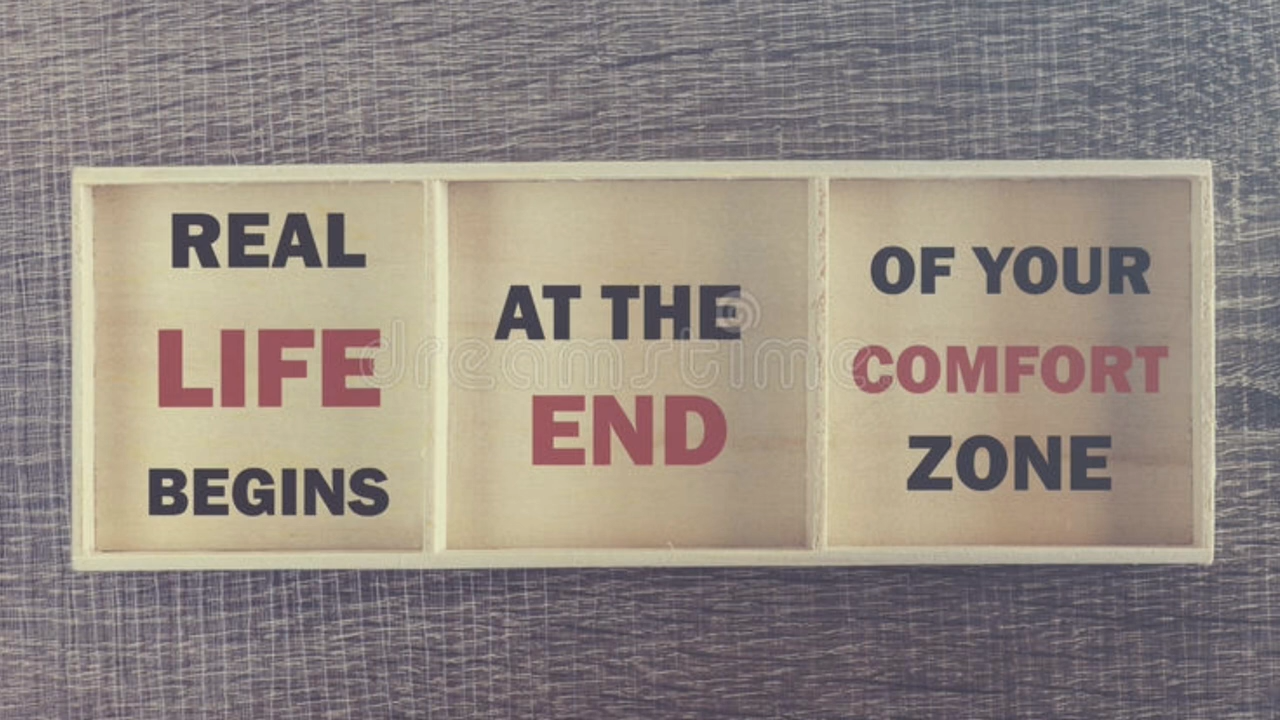 REAL
LIFE
BEGINS
AT THE
END
OF YOUR
COMFORT
ZONE
dreamstime